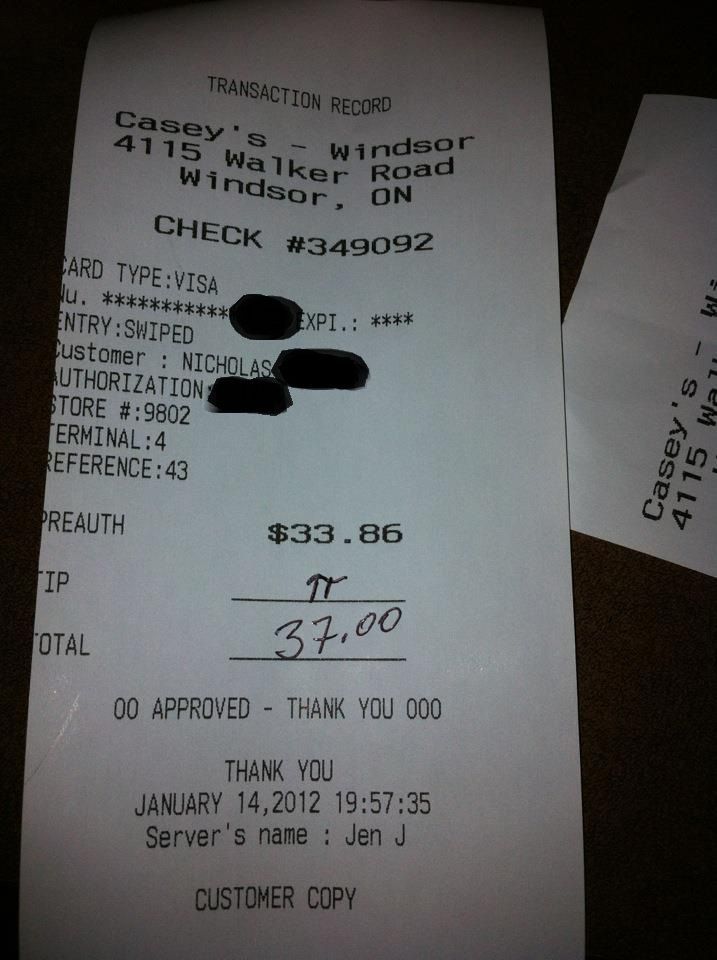 TRANSACTION RECORD
Casey's - Windsor
4115 Walker Road
Windsor, ON
CHECK #349092
CARD TYPE:VISA
Nu. *********** EXPI.: ****
ENTRY:SWIPED
Customer : NICHOLAS
AUTHORIZATION:
STORE #:9802
TERMINAL:4
REFERENCE:43
PREAUTH $33.86
TIP π
TOTAL 37.00
00 APPROVED - THANK YOU 000
THANK YOU
JANUARY 14,2012 19:57:35
Server's name : Jen J
CUSTOMER COPY
Casey's - Wi
4115 Wal